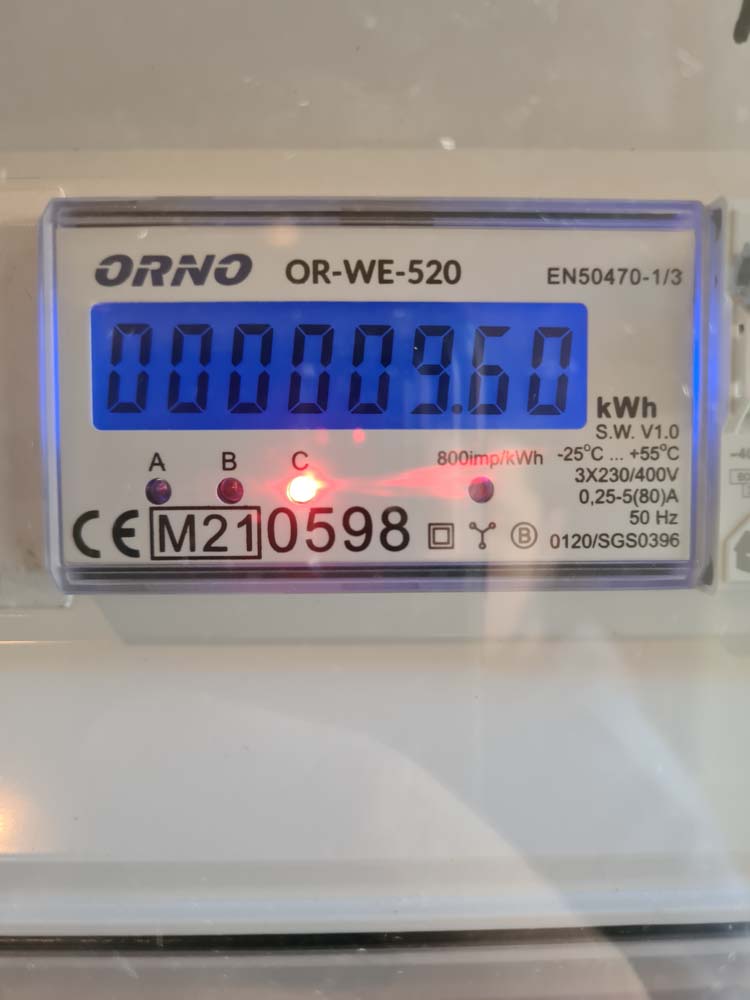 ORNO OR-WE-520 EN50470-1/3
000009.60 kWh
S.W. V1.0
A B C 800imp/kWh -25°C ... +55°C
3X230/400V
0,25-5(80)A
50 Hz
CE M21 0598 B 0120/SGS0396